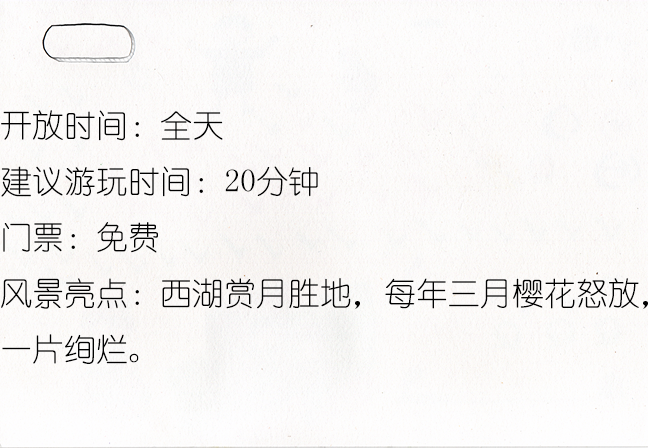 开放时间：全天
建议游玩时间：20分钟
门票：免费
风景亮点：西湖赏月胜地，每年三月樱花怒放，
一片绚烂。